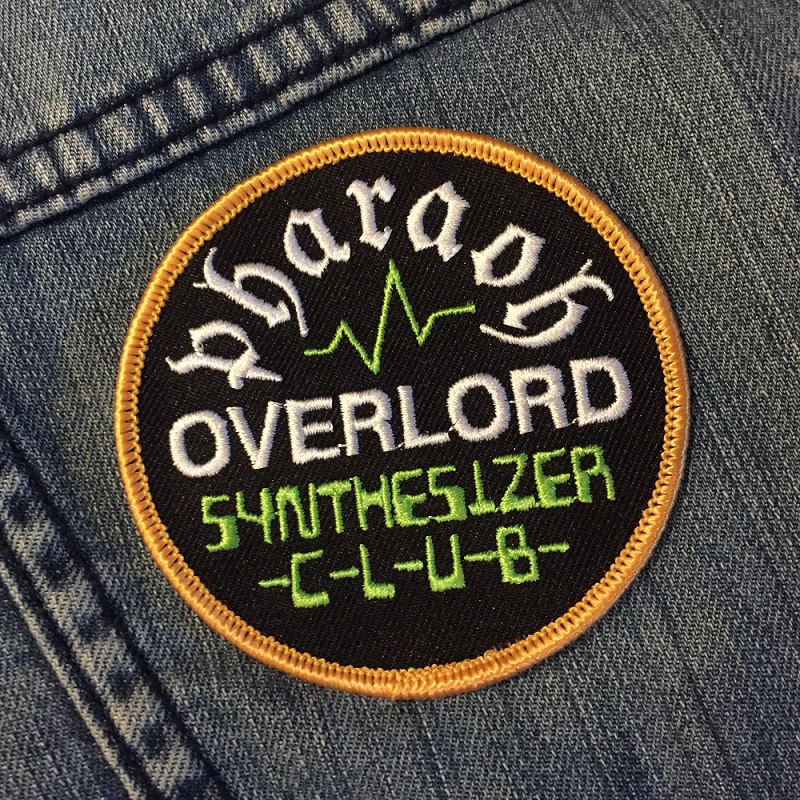 pharaoh
OVERLORD
SYNTHESIZER
-C-L-U-B-